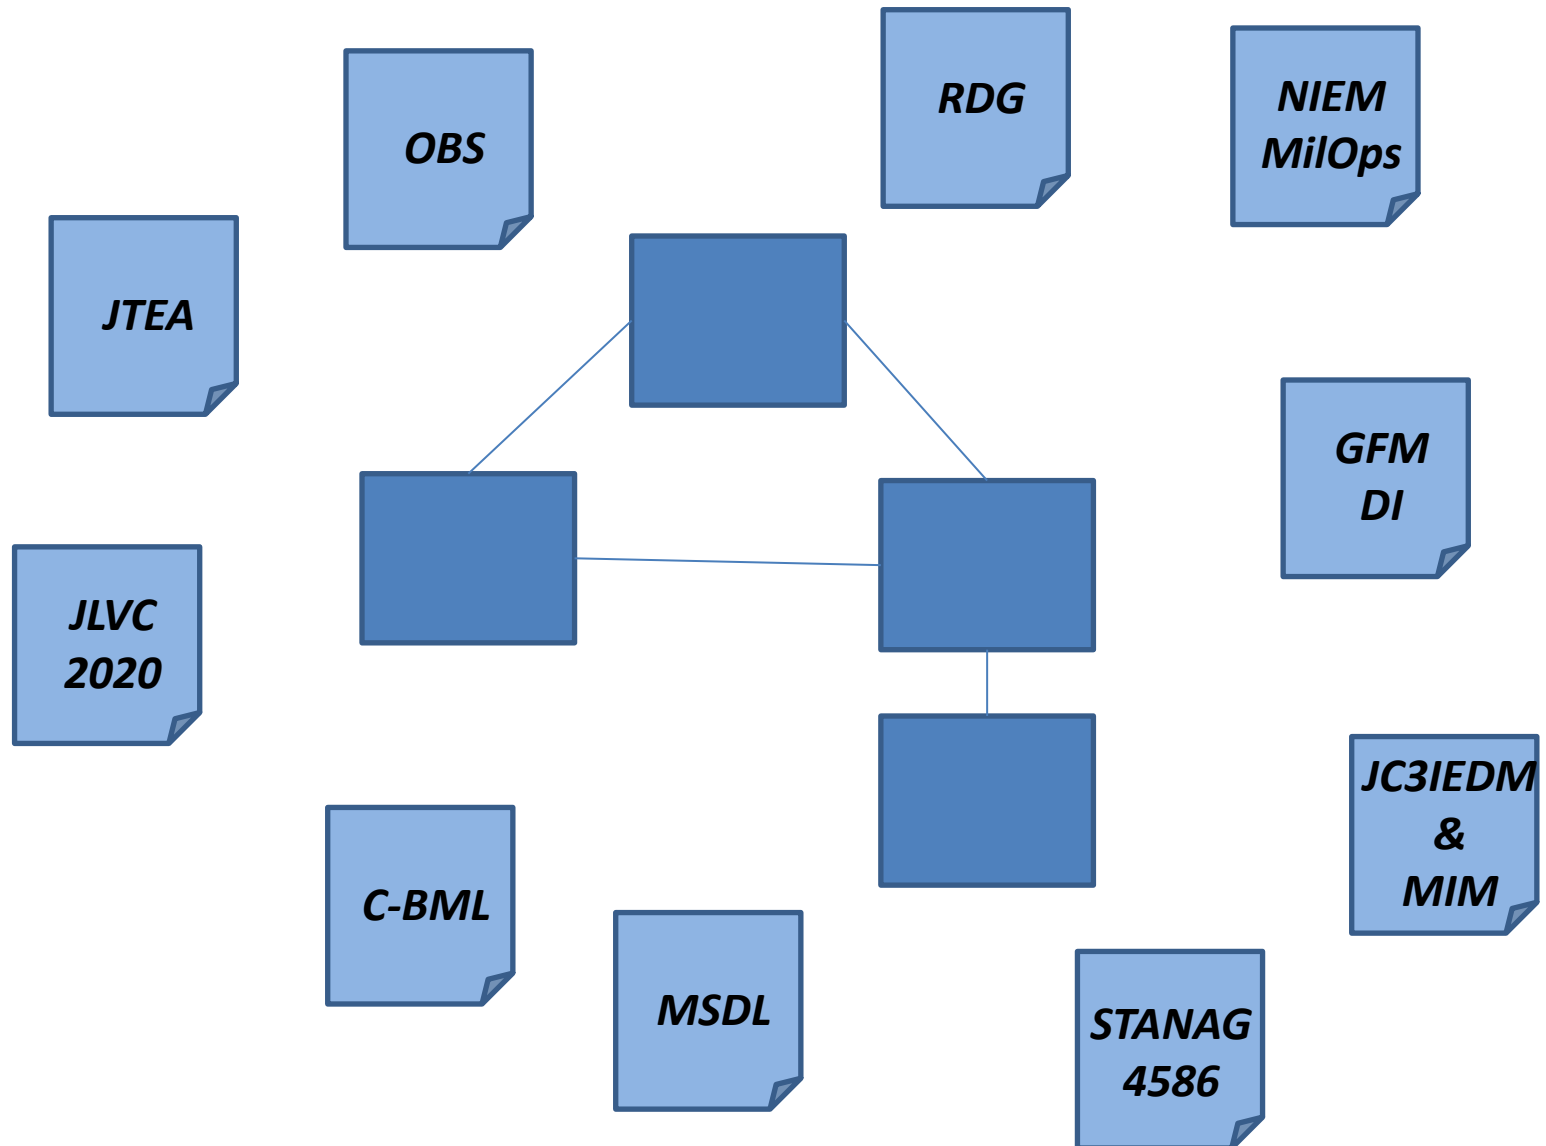 RDG
NIEM
MilOps
OBS
JTEA
GFM
DI
JLVC
2020
JC3IEDM
&
MIM
C-BML
MSDL
STANAG
4586